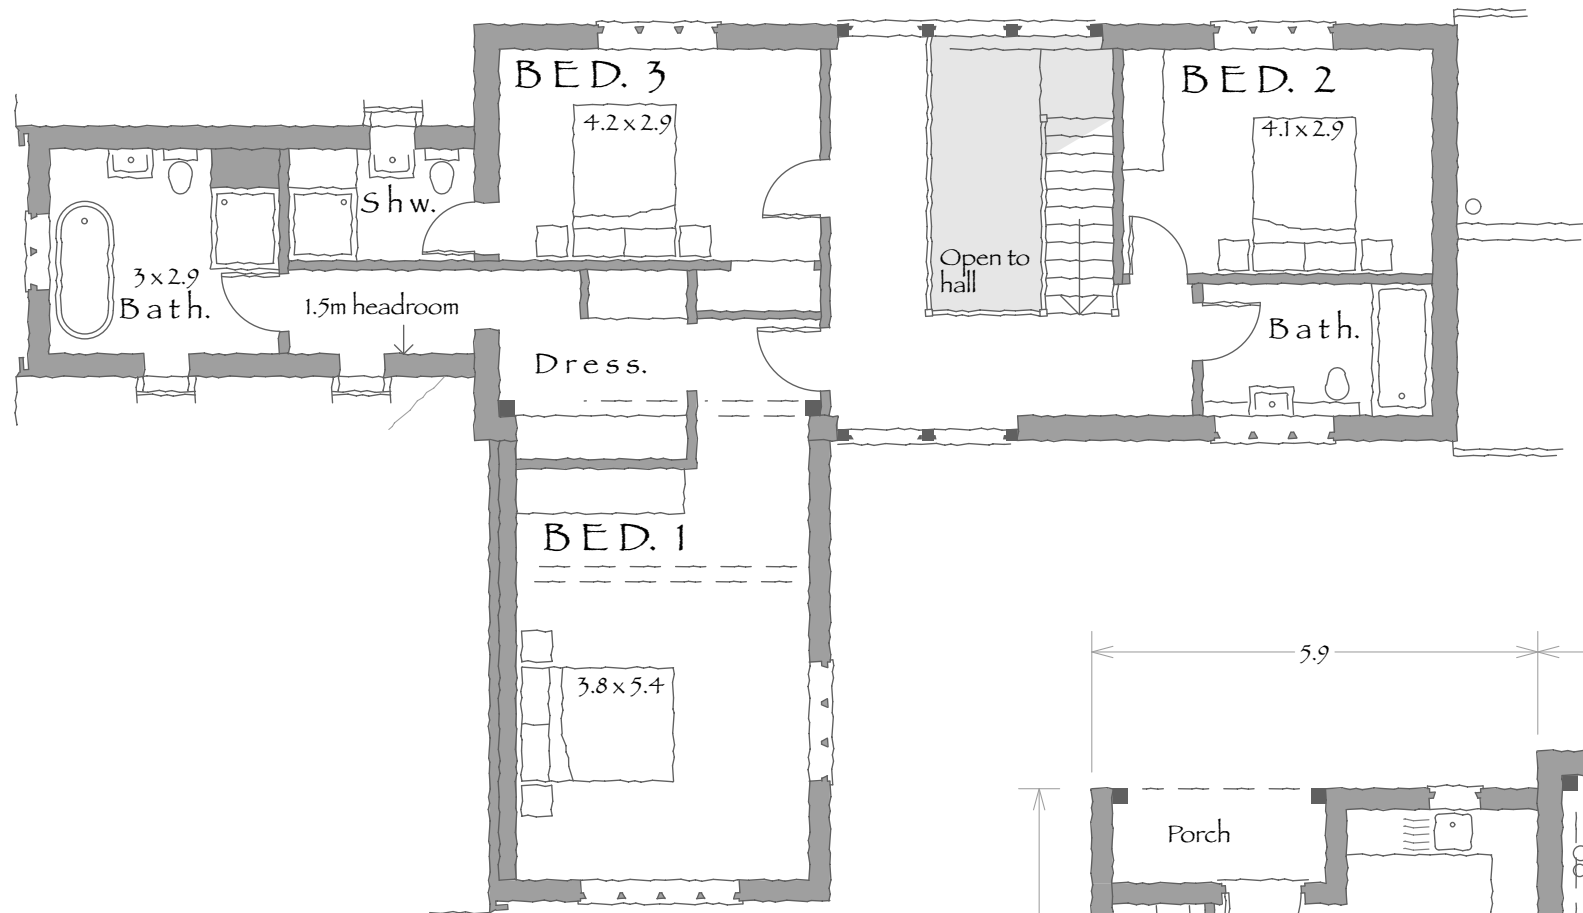 BED. 3
4.2 x 2.9
BED. 2
4.1 x 2.9
Shw.
Open to
hall
3 x 2.9
Bath.
1.5m headroom
Bath.
Dress.
BED. 1
3.8 x 5.4
5.9
Porch